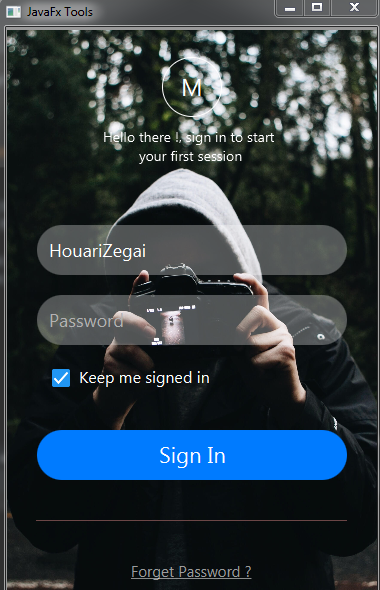 JavaFx Tools
M
Hello there !, sign in to start
your first session
HouariZegai
Password
Keep me signed in
Sign In
Forget Password ?